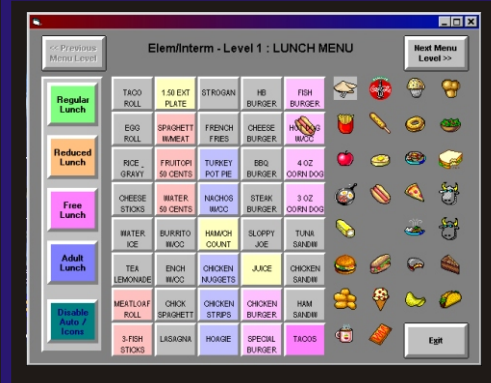 Elem/Interm - Level 1 : LUNCH MENU
<< Previous
Menu Level
Next Menu
Level >>
Regular
Lunch
Reduced
Lunch
Free
Lunch
Adult
Lunch
Disable
Auto /
Icons
TACO
ROLL
1.50 EXT
PLATE
STROGAN
HB
BURGER
FISH
BURGER
EGG
ROLL
SPAGHETT
W/MEAT
FRENCH
FRIES
CHEESE
BURGER
W/CC
RICE_
GRAVY
FRUITOPI
50 CENTS
TURKEY
POT PIE
BBQ
BURGER
4 OZ
CORN DOG
CHEESE
STICKS
WATER
50 CENTS
NACHOS
W/CC
STEAK
BURGER
3 OZ
CORN DOG
WATER
ICE
BURRITO
W/CC
HAM/CH
COUNT
SLOPPY
JOE
TUNA
SANDW
TEA
LEMONADE
ENCH
W/CC
CHICKEN
NUGGETS
JUICE
CHICKEN
SANDW
MEATLOAF
ROLL
CHICK
SPAGHETT
CHICKEN
STRIPS
CHICKEN
BURGER
HAM
SANDW
3-FISH
STICKS
LASAGNA
HOAGIE
SPECIAL
BURGER
TACOS
Exit